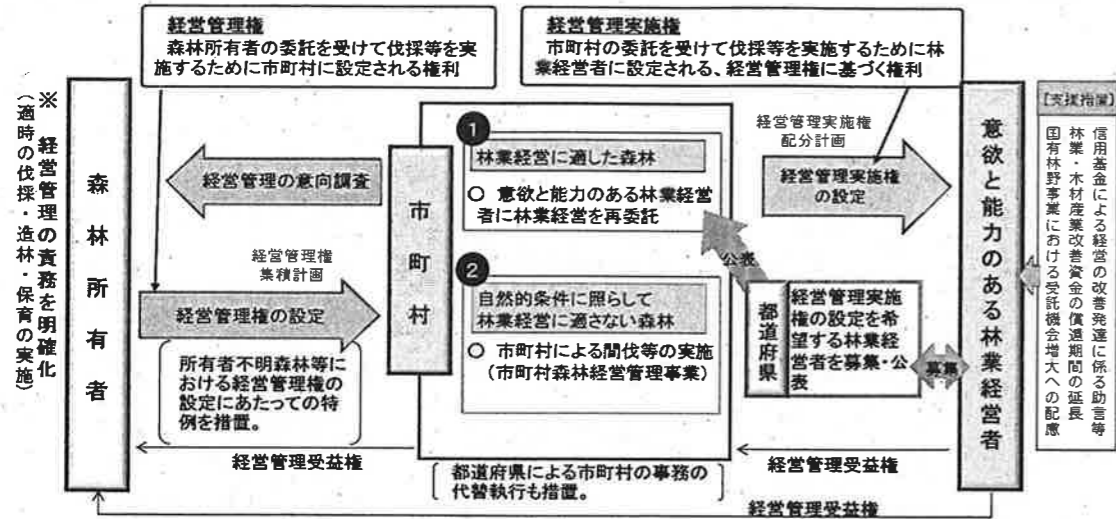 経営管理権
森林所有者の委託を受けて伐採等を実
施するために市町村に設定される権利
経営管理実施権
市町村の委託を受けて伐採等を実施するために林
業経営者に設定される、経営管理権に基づく権利
※ 経営管理の責務を明確化
(適時の伐採・造林・保育の実施)
森林所有者
経営管理の意向調査
経営管理権
集積計画
経営管理権の設定
所有者不明森林等に
おける経営管理権の
設定にあたっての特
例を措置。
経営管理受益権
市町村
1
林業経営に適した森林
○ 意欲と能力のある林業経営
者に林業経営を再委託
2
自然的条件に照らして
林業経営に適さない森林
○ 市町村による間伐等の実施
(市町村森林経営管理事業)
都道府県による市町村の事務の
代替執行も措置。
経営管理実施権
配分計画
経営管理実施権
の設定
公表
都道府県
経営管理実施
権の設定を希
望する林業経
営者を募集・公
表
募集
経営管理受益権
経営管理受益権
意欲と能力のある林業経営者
[支援措置]
信用基金による経営の改善発達に係る助言等
林業・木材産業改善資金の償還期間の延長
国有林野事業における受託機会増大への配慮